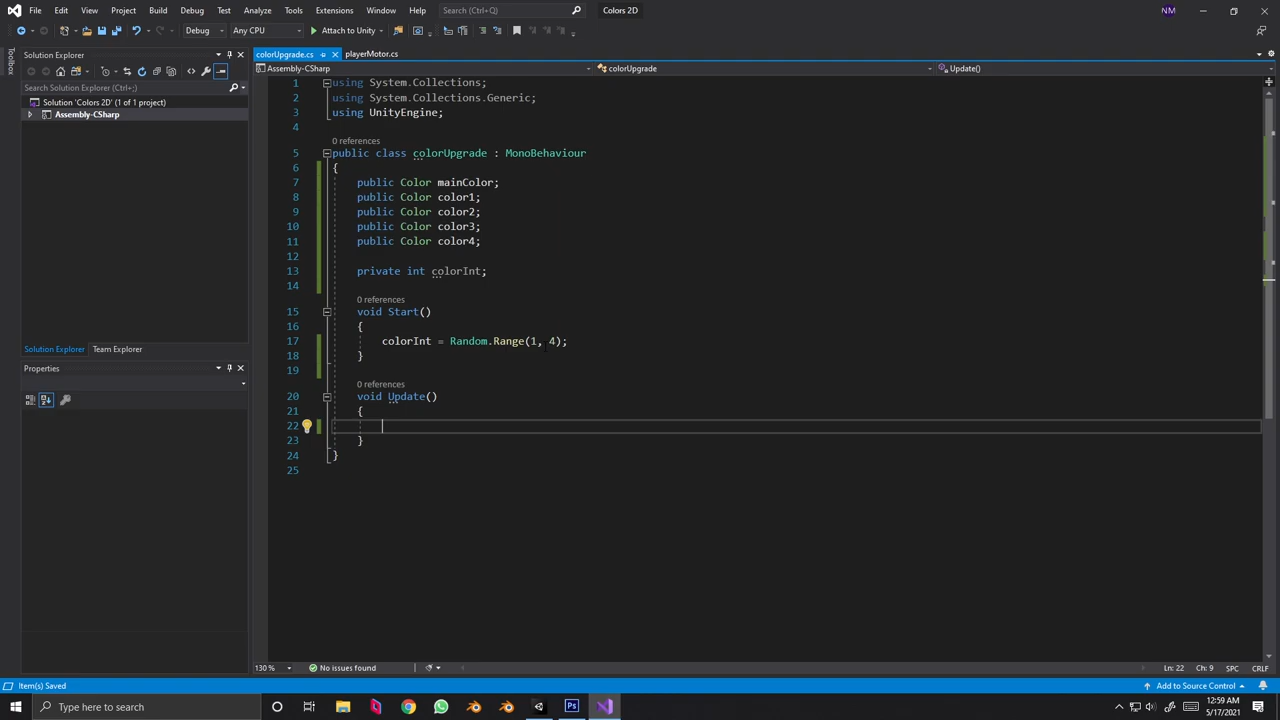 File Edit View Git Project Build Debug Test Analyze Tools Extensions Window Help Search (Ctrl+Q) Colors 2D NM
Debug Any CPU Attach to Unity
Toolbox
Solution Explorer
Search Solution Explorer (Ctrl+;)
Solution 'Colors 2D' (1 of 1 project)
Assembly-CSharp
Solution Explorer Team Explorer
Properties
colorUpgrade.cs playerMotor.cs
Assembly-CSharp colorUpgrade Update()
1 using System.Collections;
2 using System.Collections.Generic;
3 using UnityEngine;
4
0 references
5 public class colorUpgrade : MonoBehaviour
6 {
7 public Color mainColor;
8 public Color color1;
9 public Color color2;
10 public Color color3;
11 public Color color4;
12
13 private int colorInt;
14
0 references
15 void Start()
16 {
17 colorInt = Random.Range(1, 4);
18 }
19
0 references
20 void Update()
21 {
22
23 }
24 }
25
130 % No issues found Ln: 22 Ch: 9 SPC CRLF
Item(s) Saved Add to Source Control
Type here to search
12:59 AM
5/17/2021